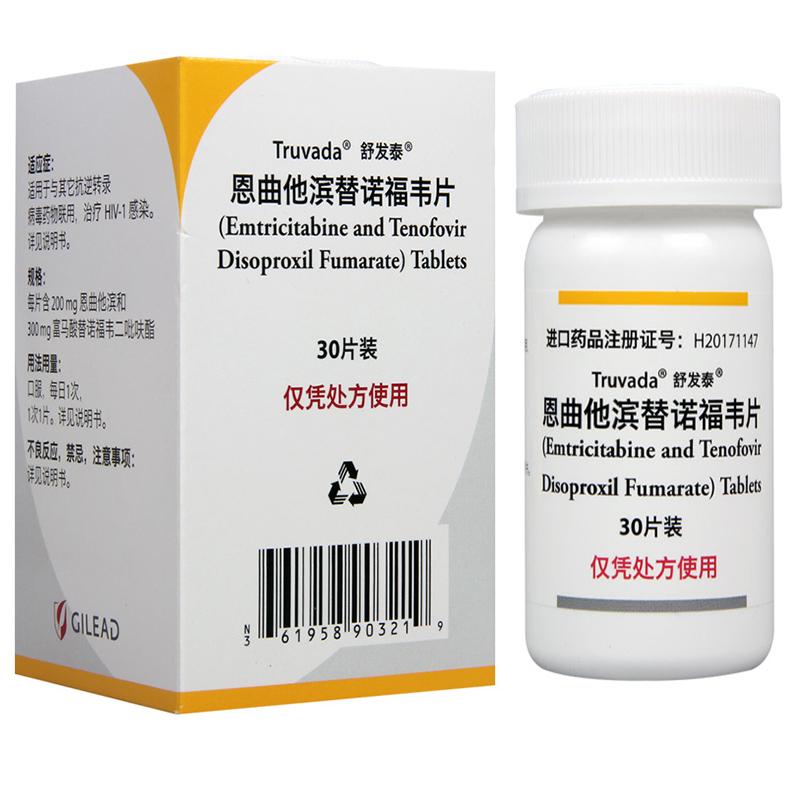 适应症：
适用于与其它抗逆转录
病毒药物联用，治疗 HIV-1 感染。
详见说明书。
规格：
每片含 200 mg 恩曲他滨和
300 mg 富马酸替诺福韦二吡呋酯
用法用量：
口服，每日1次，
1次1片。详见说明书。
不良反应，禁忌，注意事项：
详见说明书。
GILEAD
Truvada® 舒发泰®
恩曲他滨替诺福韦片
(Emtricitabine and Tenofovir
Disoproxil Fumarate) Tablets
30片装
仅凭处方使用
N3 61958 90321 9
进口药品注册证号：H20171147
Truvada® 舒发泰®
恩曲他滨替诺福韦片
(Emtricitabine and Tenofovir
Disoproxil Fumarate) Tablets
30片装
仅凭处方使用